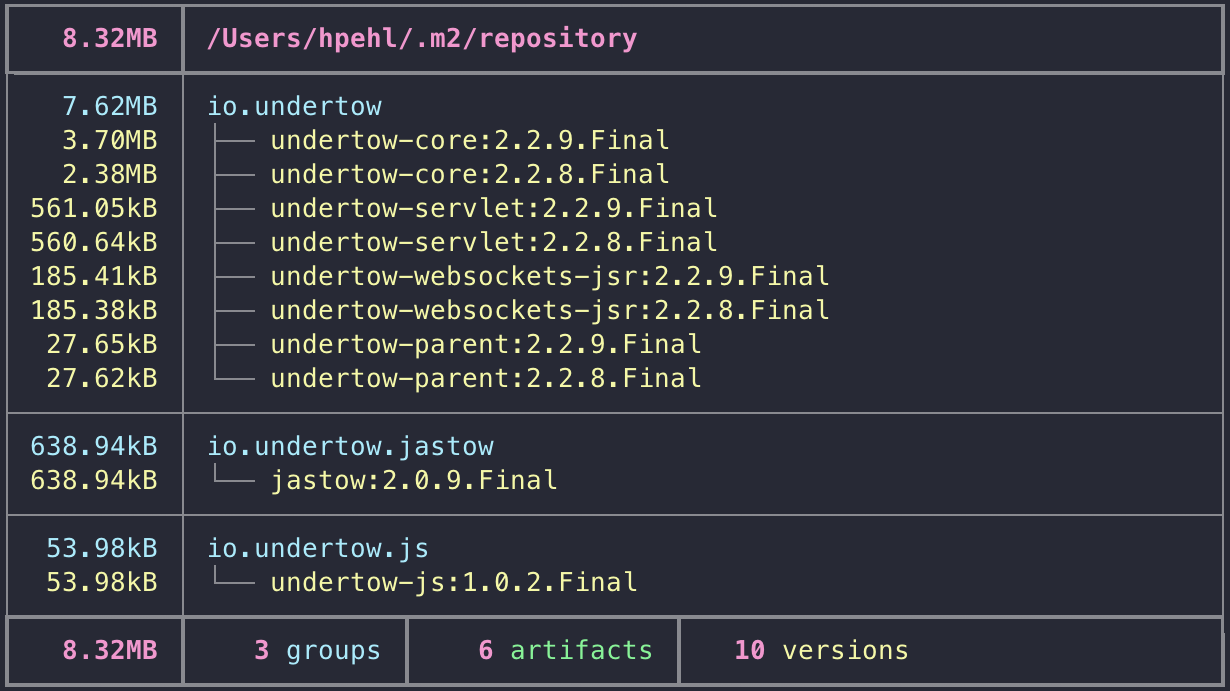 8.32MB /Users/hpehl/.m2/repository
7.62MB io.undertow
3.70MB undertow-core:2.2.9.Final
2.38MB undertow-core:2.2.8.Final
561.05kB undertow-servlet:2.2.9.Final
560.64kB undertow-servlet:2.2.8.Final
185.41kB undertow-websockets-jsr:2.2.9.Final
185.38kB undertow-websockets-jsr:2.2.8.Final
27.65kB undertow-parent:2.2.9.Final
27.62kB undertow-parent:2.2.8.Final
638.94kB io.undertow.jastow
638.94kB jastow:2.0.9.Final
53.98kB io.undertow.js
53.98kB undertow-js:1.0.2.Final
8.32MB 3 groups 6 artifacts 10 versions